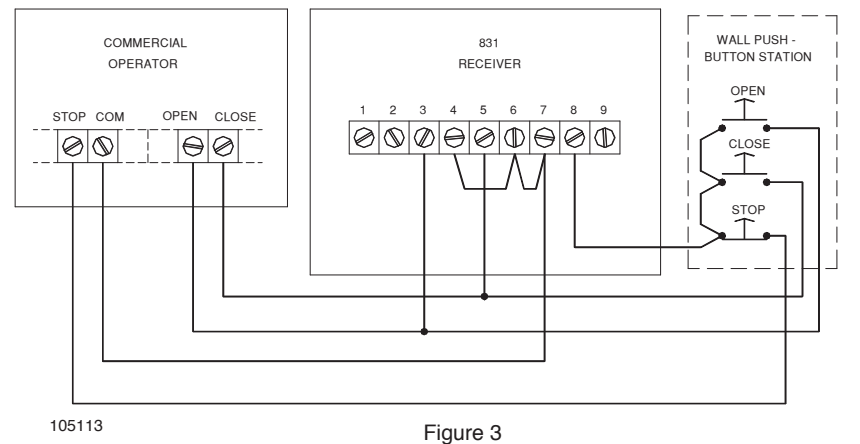 COMMERCIAL
OPERATOR
STOP COM OPEN CLOSE
831
RECEIVER
1 2 3 4 5 6 7 8 9
WALL PUSH -
BUTTON STATION
OPEN
CLOSE
STOP
105113
Figure 3